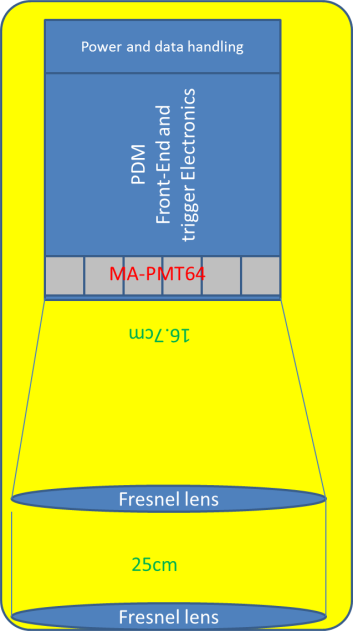 Power and data handling
PDM
Front-End and
trigger Electronics
MA-PMT64
16.7cm
Fresnel lens
25cm
Fresnel lens